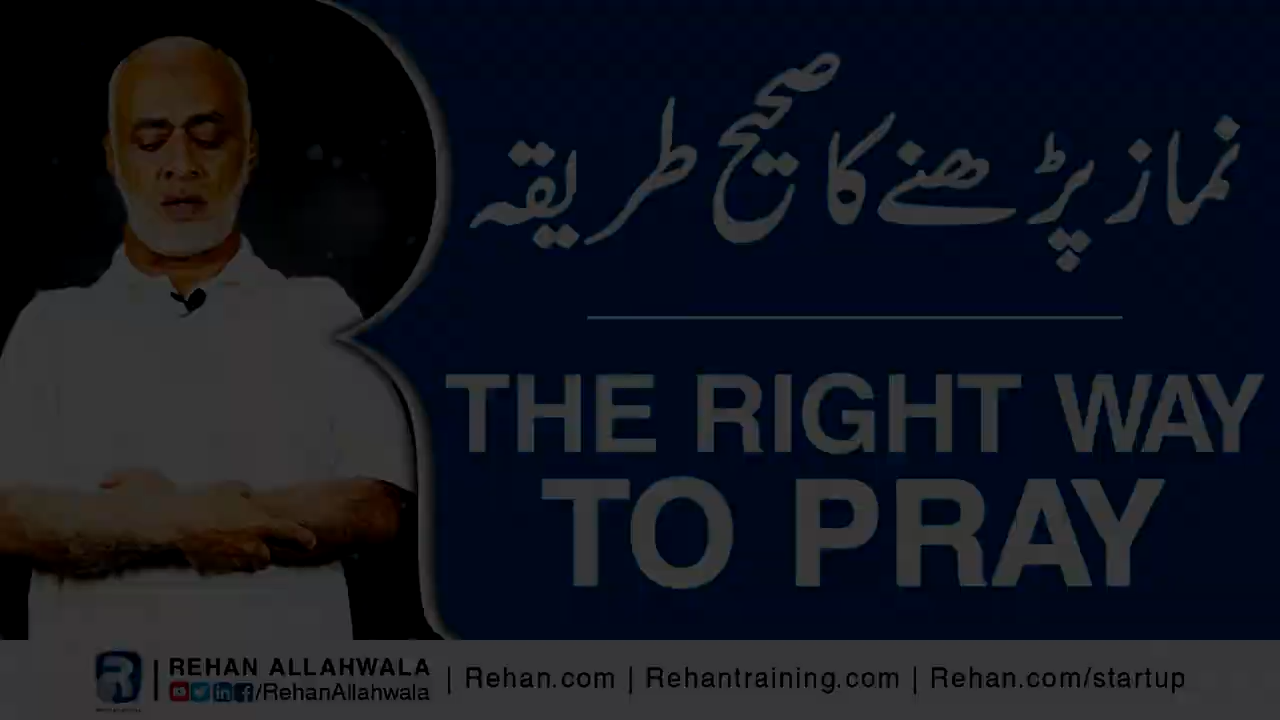 نماز پڑھنے کا صحیح طریقہ
THE RIGHT WAY
TO PRAY
REHAN ALLAHWALA
/RehanAllahwala
| Rehan.com | Rehantraining.com | Rehan.com/startup